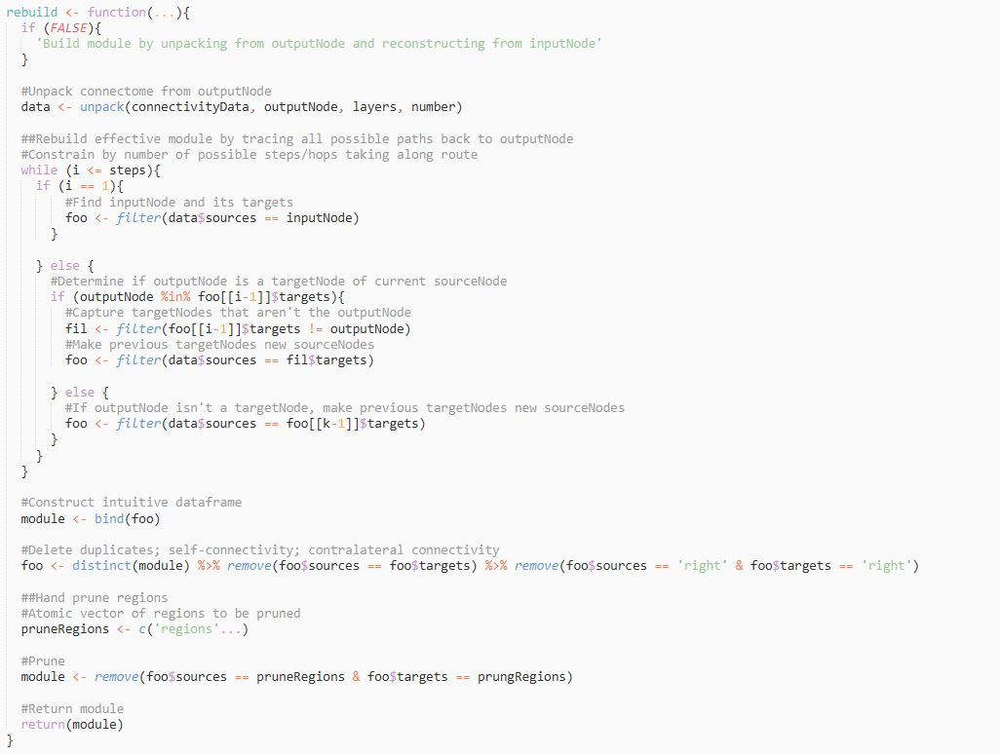 rebuild <- function(...){
  if (FALSE){
    'Build module by unpacking from outputNode and reconstructing from inputNode'
  }

  #Unpack connectome from outputNode
  data <- unpack(connectivityData, outputNode, layers, number)

  ##Rebuild effective module by tracing all possible paths back to outputNode
  #Constrain by number of possible steps/hops taking along route
  while (i <= steps){
    if (i == 1){
        #Find inputNode and its targets
        foo <- filter(data$sources == inputNode)
      }

    } else {
      #Determine if outputNode is a targetNode of current sourceNode
      if (outputNode %in% foo[[i-1]]$targets){
        #Capture targetNodes that aren't the outputNode
        fil <- filter(foo[[i-1]]$targets != outputNode)
        #Make previous targetNodes new sourceNodes
        foo <- filter(data$sources == fil$targets)

      } else {
        #If outputNode isn't a targetNode, make previous targetNodes new sourceNodes
        foo <- filter(data$sources == foo[[k-1]]$targets)
      }
    }
  }

  #Construct intuitive dataframe
  module <- bind(foo)

  #Delete duplicates; self-connectivity; contralateral connectivity
  foo <- distinct(module) %>% remove(foo$sources == foo$targets) %>% remove(foo$sources == 'right' & foo$targets == 'right')

  ##Hand prune regions
  #Atomic vector of regions to be pruned
  pruneRegions <- c('regions'...)

  #Prune
  module <- remove(foo$sources == pruneRegions & foo$targets == prungRegions)

  #Return module
  return(module)
}